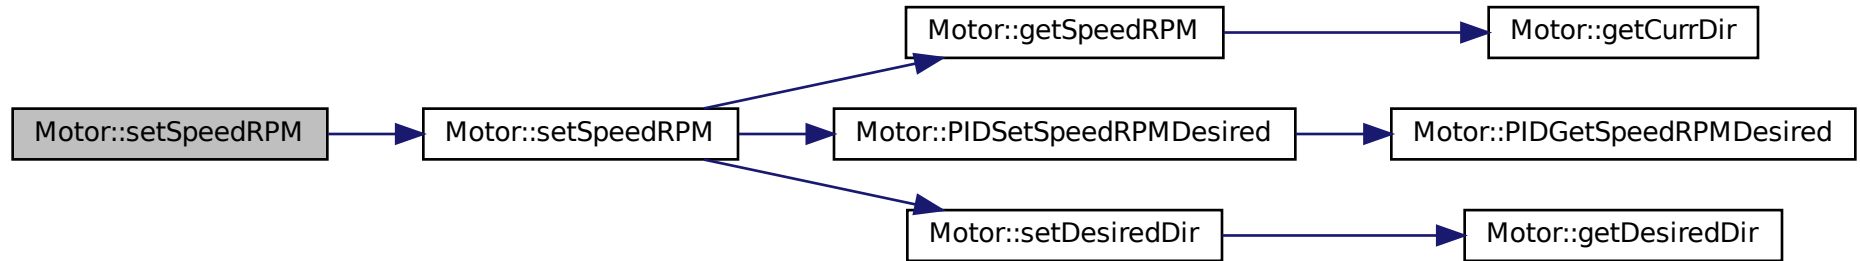 Motor::getSpeedRPM
Motor::getCurrDir
Motor::setSpeedRPM
Motor::setSpeedRPM
Motor::PIDSetSpeedRPMDesired
Motor::PIDGetSpeedRPMDesired
Motor::setDesiredDir
Motor::getDesiredDir